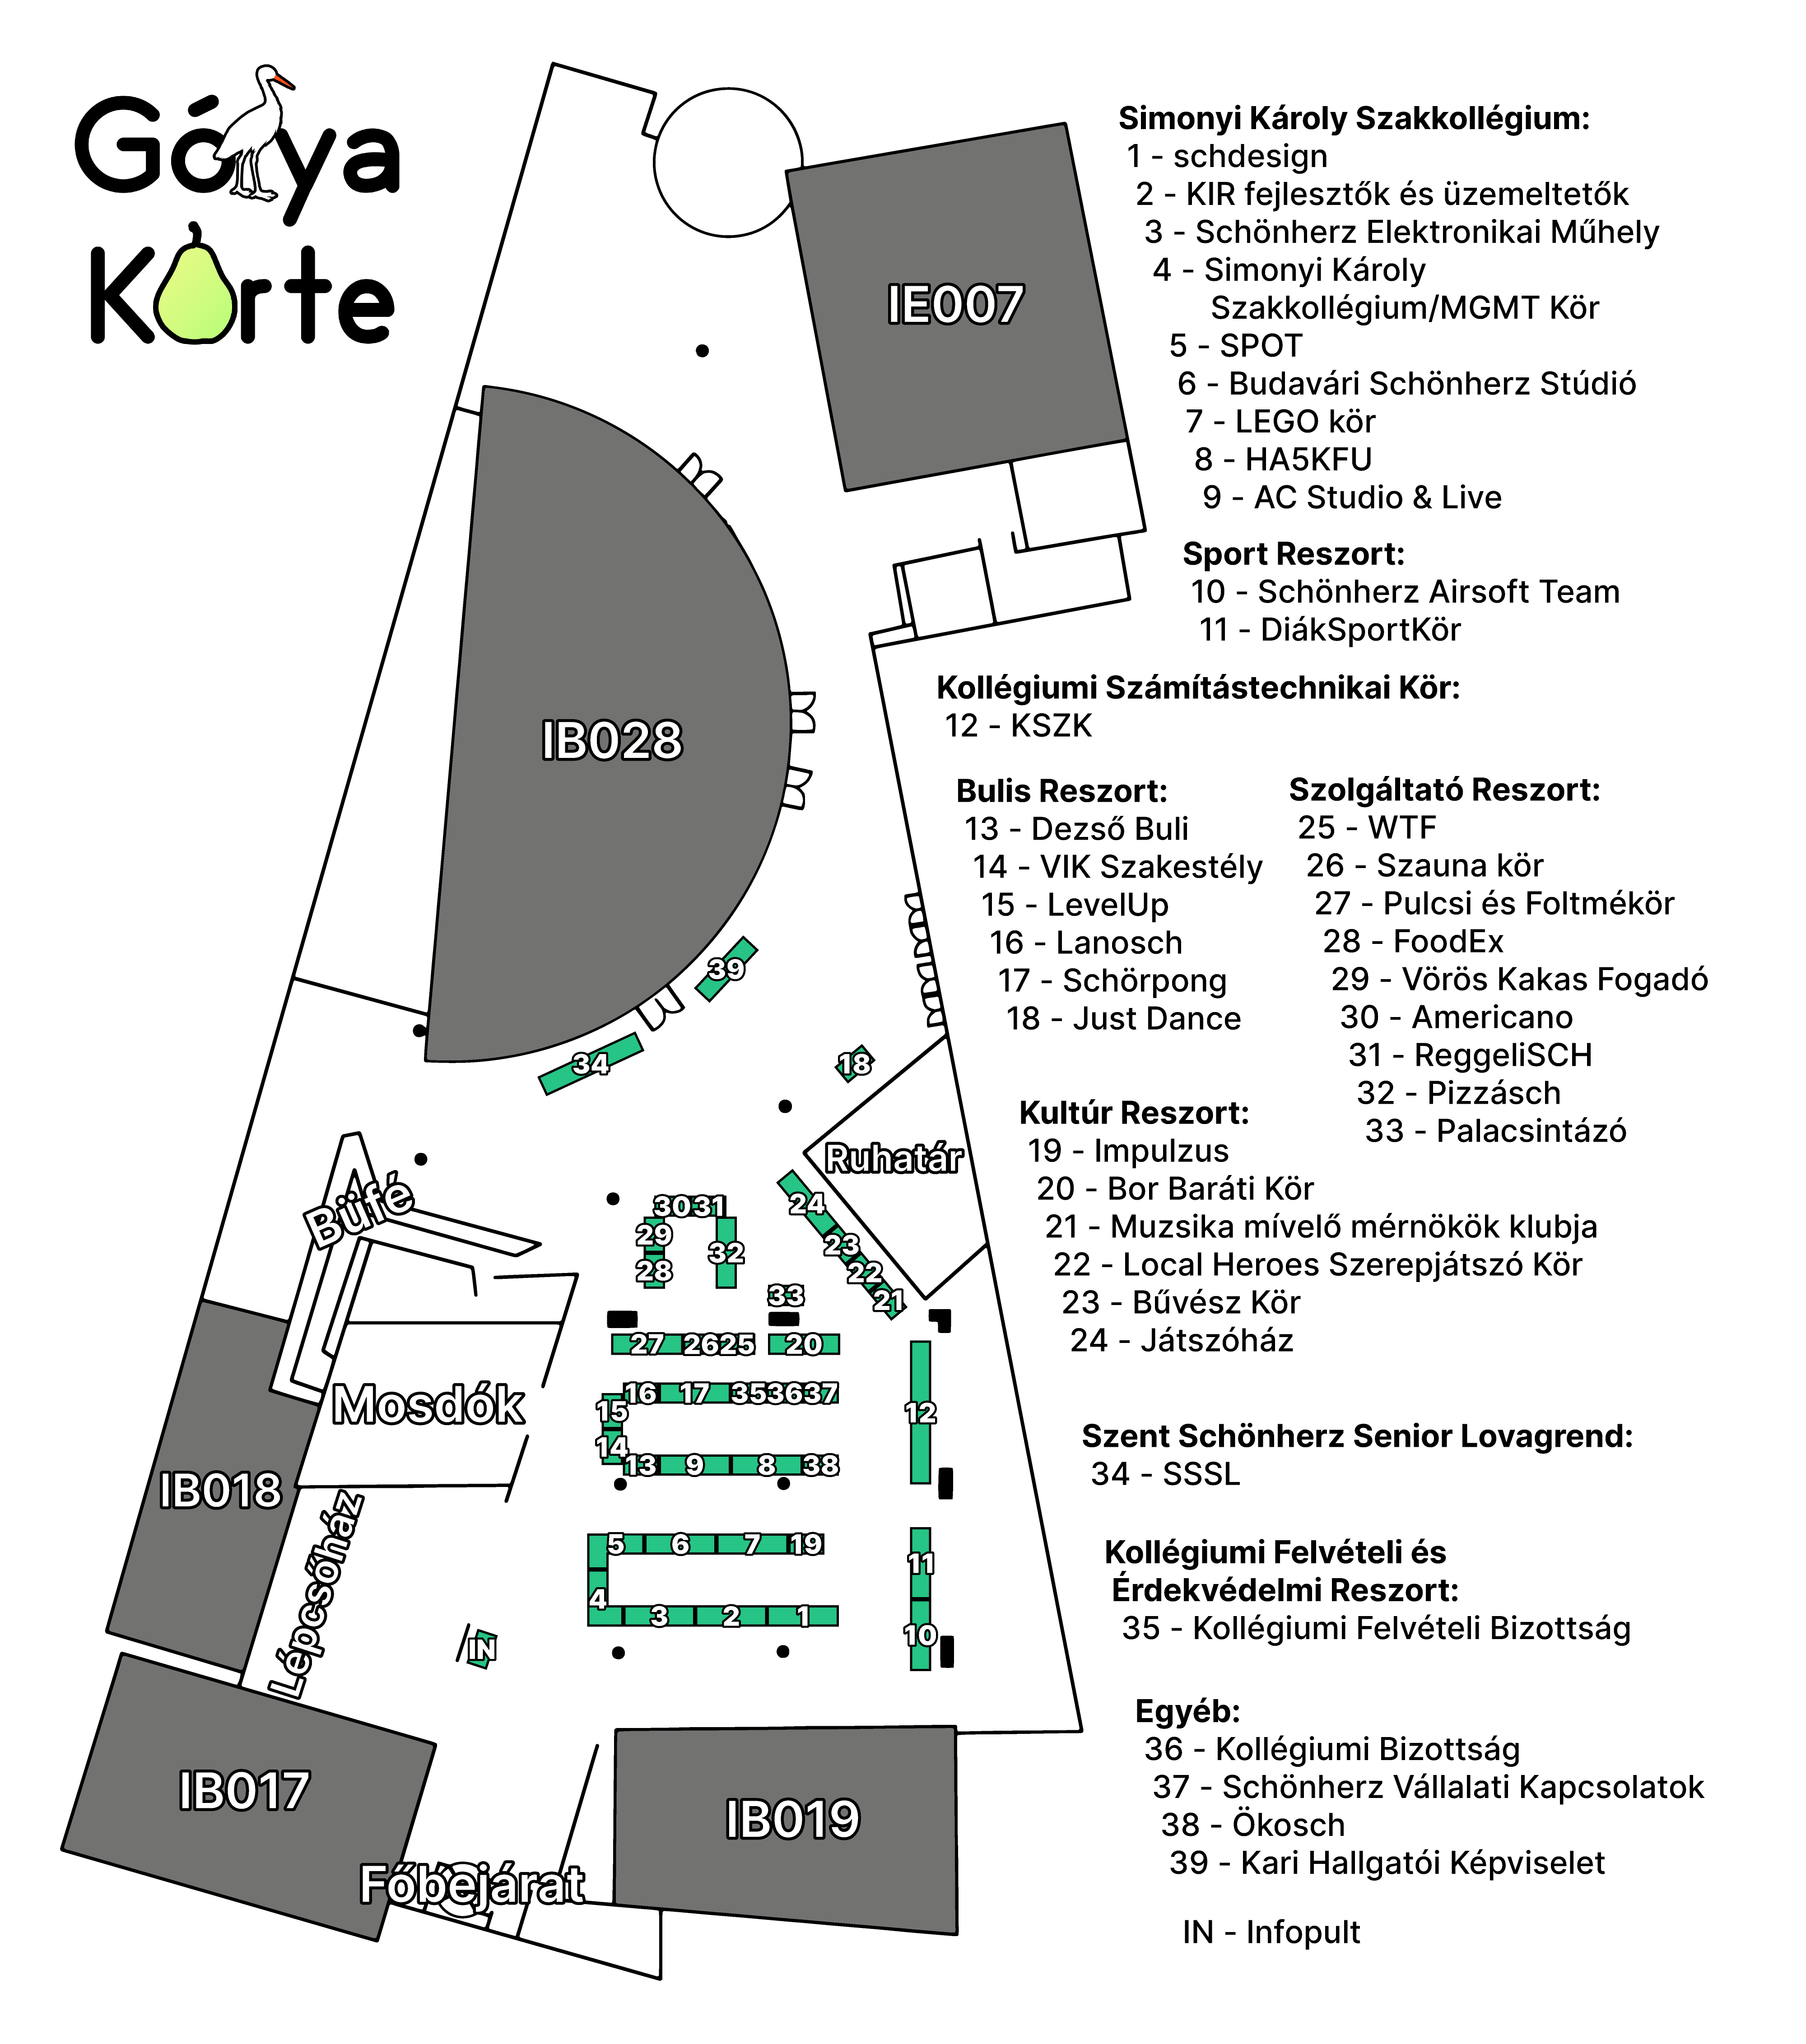 Gólya
Körte
Simonyi Károly Szakkollégium:
1 - schdesign
2 - KIR fejlesztők és üzemeltetők
3 - Schönherz Elektronikai Műhely
4 - Simonyi Károly
Szakkollégium/MGMT Kör
5 - SPOT
6 - Budavári Schönherz Stúdió
7 - LEGO kör
8 - HA5KFU
9 - AC Studio & Live
Sport Reszort:
10 - Schönherz Airsoft Team
11 - DiákSportKör
Kollégiumi Számítástechnikai Kör:
12 - KSZK
Bulis Reszort:
13 - Dezső Buli
14 - VIK Szakestély
15 - LevelUp
16 - Lanosch
17 - Schörpong
18 - Just Dance
Szolgáltató Reszort:
25 - WTF
26 - Szauna kör
27 - Pulcsi és Foltmékör
28 - FoodEx
29 - Vörös Kakas Fogadó
30 - Americano
31 - ReggeliSCH
32 - Pizzásch
33 - Palacsintázó
Kultúr Reszort:
19 - Impulzus
20 - Bor Baráti Kör
21 - Muzsika mívelő mérnökök klubja
22 - Local Heroes Szerepjátszó Kör
23 - Bűvész Kör
24 - Játszóház
Szent Schönherz Senior Lovagrend:
34 - SSSL
Kollégiumi Felvételi és
Érdekvédelmi Reszort:
35 - Kollégiumi Felvételi Bizottság
Egyéb:
36 - Kollégiumi Bizottság
37 - Schönherz Vállalati Kapcsolatok
38 - Ökosch
39 - Kari Hallgatói Képviselet
IN - Infopult
IE007
IB028
39
34
18
Ruhatár
Büfé
24
23
22
21
30 31
29
28
32
33
27 26 25 20
16 17 35 36 37
15
14
13 9 8 38
12
Mosdók
IB018
Lépcsőház
5 6 7 19
4
3 2 1
11
10
IN
IB017
IB019
Főbejárat